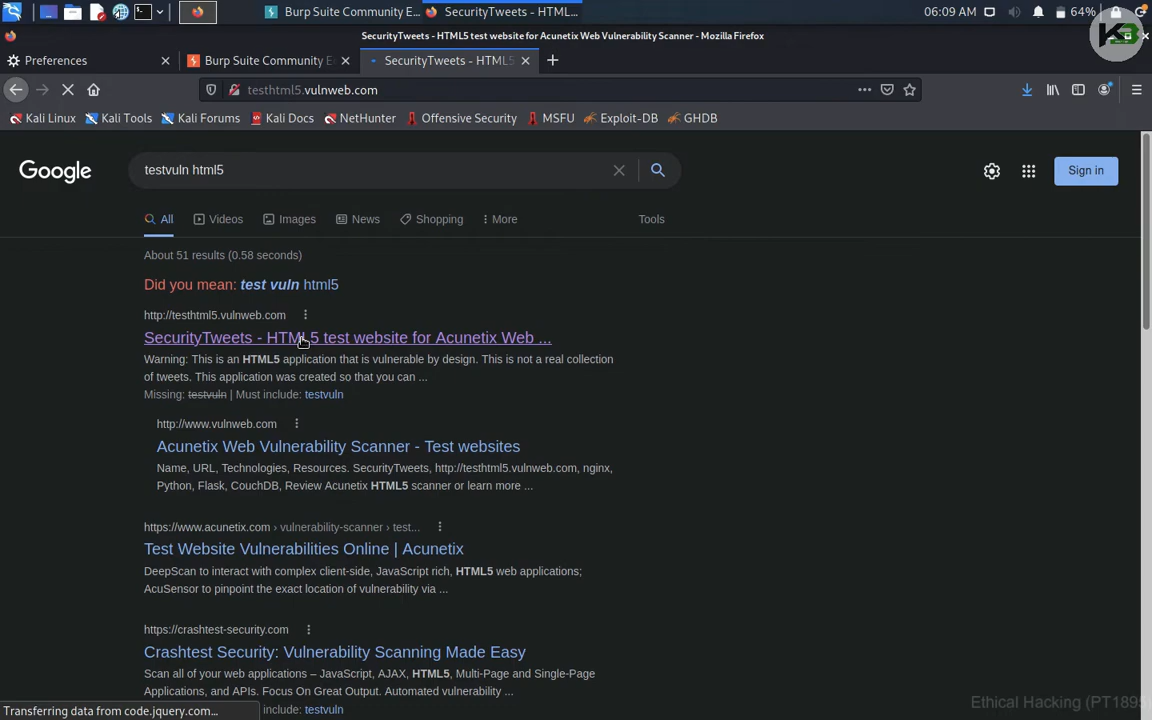 Burp Suite Community E...
SecurityTweets - HTML...
06:09 AM
64%
SecurityTweets - HTML5 test website for Acunetix Web Vulnerability Scanner - Mozilla Firefox
Preferences
Burp Suite Community E
SecurityTweets - HTML5
testhtml5.vulnweb.com
Kali Linux
Kali Tools
Kali Forums
Kali Docs
NetHunter
Offensive Security
MSFU
Exploit-DB
GHDB
Google
testvuln html5
Sign in
All
Videos
Images
News
Shopping
More
Tools
About 51 results (0.58 seconds)
Did you mean: test vuln html5
http://testhtml5.vulnweb.com
SecurityTweets - HTML5 test website for Acunetix Web ...
Warning: This is an HTML5 application that is vulnerable by design. This is not a real collection
of tweets. This application was created so that you can ...
Missing: testvuln | Must include: testvuln
http://www.vulnweb.com
Acunetix Web Vulnerability Scanner - Test websites
Name, URL, Technologies, Resources. SecurityTweets, http://testhtml5.vulnweb.com, nginx,
Python, Flask, CouchDB, Review Acunetix HTML5 scanner or learn more ...
https://www.acunetix.com › vulnerability-scanner › test...
Test Website Vulnerabilities Online | Acunetix
DeepScan to interact with complex client-side, JavaScript rich, HTML5 web applications;
AcuSensor to pinpoint the exact location of vulnerability via ...
https://crashtest-security.com
Crashtest Security: Vulnerability Scanning Made Easy
Scan all of your web applications – JavaScript, AJAX, HTML5, Multi-Page and Single-Page
Applications, and APIs. Focus On Great Output. Automated vulnerability ...
include: testvuln
Transferring data from code.jquery.com...
Ethical Hacking (PT1895